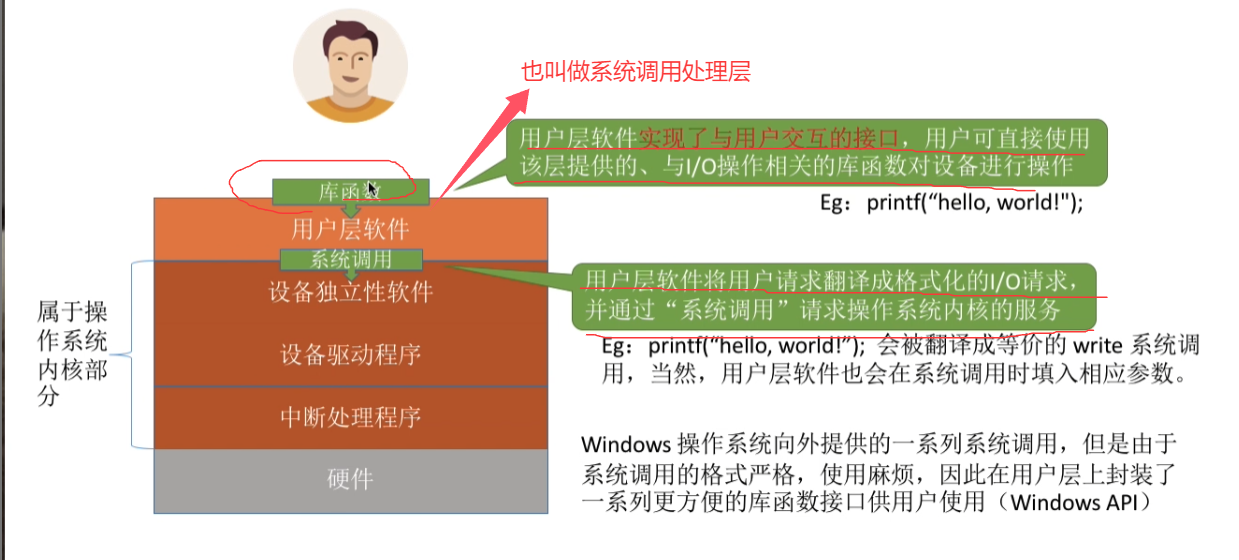 也叫做系统调用处理层
用户层软件实现了与用户交互的接口，用户可直接使用
该层提供的、与I/O操作相关的库函数对设备进行操作
库函数
Eg：printf(“hello, world!");
用户层软件
系统调用
用户层软件将用户请求翻译成格式化的I/O请求，
并通过“系统调用”请求操作系统内核的服务
设备独立性软件
属于操
作系统
内核部
分
Eg：printf(“hello, world!”); 会被翻译成等价的 write 系统调
用，当然，用户层软件也会在系统调用时填入相应参数。
设备驱动程序
中断处理程序
硬件
Windows 操作系统向外提供的一系列系统调用，但是由于
系统调用的格式严格，使用麻烦，因此在用户层上封装了
一系列更方便的库函数接口供用户使用（Windows API）